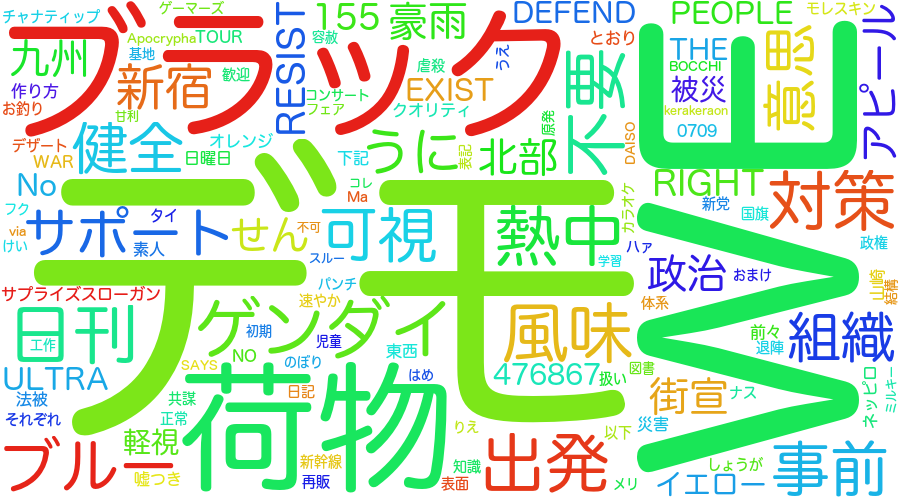 チャナティップ
ゲーマーズ
Apocrypha
TOUR
基地
九州
作り方
お釣り
ブラック
新宿
甘利
歓迎
RESIST
155
豪雨
容赦
虐殺
コンサート
フェア
EXIST
クオリティ
うえ
DEFEND
とおり
PEOPLE
モレスキン
THE
BOCCHI
被災
kerakeraon
0709
意思
アピール
不要
DAISO
原発
デザート
WAR
健全
日曜日
オレンジ
下記
うに
表記
北部
WE
No
フク
via
けい
サポート
タイ
素人
せん
不可
Ma
コレ
可視
スルー
熱中
カラオケ
ハァ
学習
RIGHT
新党
国旗
対策
政権
サプライズスローガン
デモ
パンチ
速やか
政治
おまけ
体系
山崎
結構
日刊
工作
ゲンダイ
初期
児童
東西
風味
前々
退陣
組織
SAYS
NO
のぼり
はめ
476867
扱い
図書
ULTRA
法被
それぞれ
共謀
正常
荷物
日記
街宣
ナス
災害
ネッピロ
ミルキー
ブルー
軽視
嘘つき
新幹線
再販
りえ
知識
表面
出発
以下
メリ
しょうが
イエロー
事前